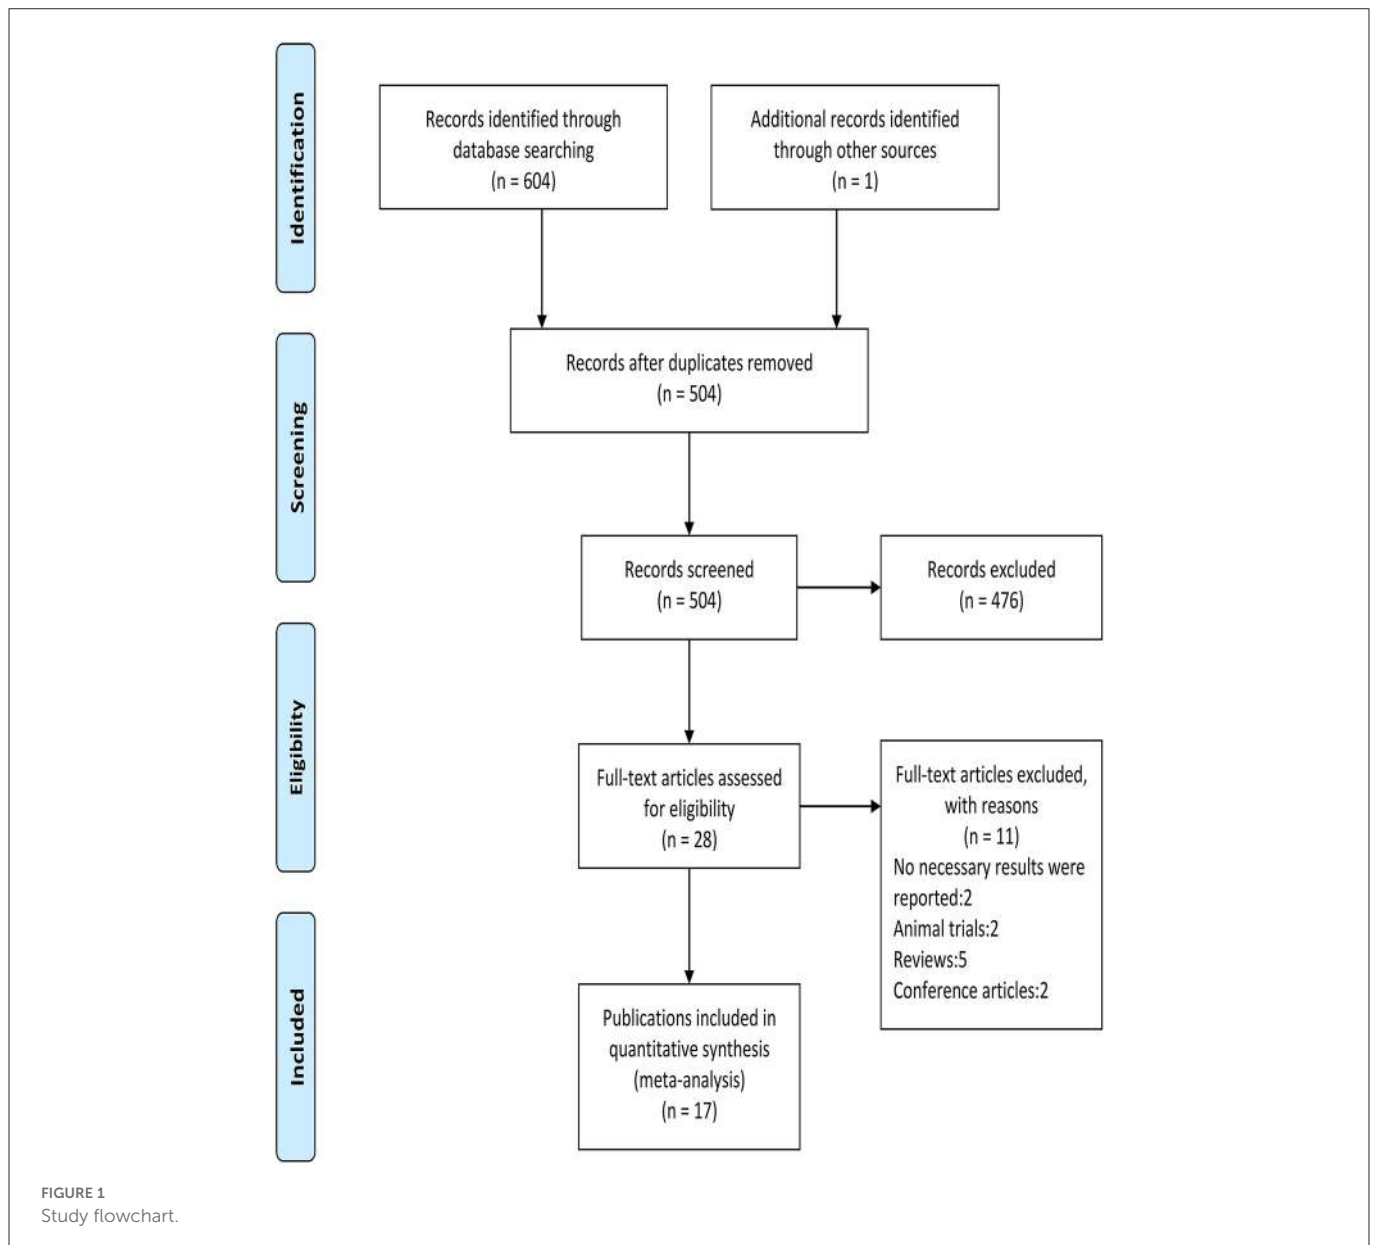 Identification
Records identified through
database searching
(n = 604)
Additional records identified
through other sources
(n = 1)
Screening
Records after duplicates removed
(n = 504)
Records screened
(n = 504)
Records excluded
(n = 476)
Eligibility
Full-text articles assessed
for eligibility
(n = 28)
Full-text articles excluded,
with reasons
(n = 11)
No necessary results were
reported:2
Animal trials:2
Reviews:5
Conference articles:2
Included
Publications included in
quantitative synthesis
(meta-analysis)
(n = 17)
FIGURE 1
Study flowchart.